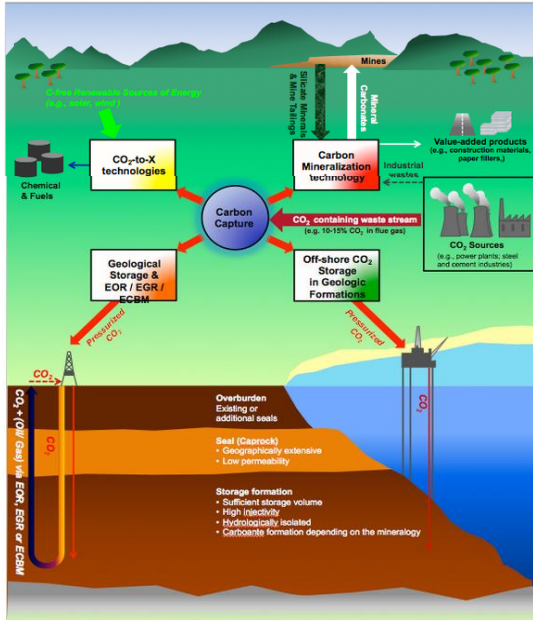 Mines
C-free Renewable Sources of Energy
(e.g., solar, wind )
Silicate Minerals
& Mine Tailings
Mineral
Carbonates
Value-added products
(e.g., construction materials,
paper fillers,)
CO₂-to-X
technologies
Carbon
Mineralization
technology
Industrial
wastes
Chemical
& Fuels
Carbon
Capture
CO₂ containing waste stream
(e.g. 10-15% CO₂ in flue gas)
CO₂ Sources
(e.g., power plants; steel
and cement industries)
Geological
Storage &
EOR / EGR /
ECBM
Off-shore CO₂
Storage
in Geologic
Formations
Pressurized
CO₂
Pressurized
CO₂
CO₂
CO₂
CO₂
CO₂ + (Oil/ Gas) via EOR, EGR or ECBM
Overburden
Existing or
additional seals
Seal (Caprock)
• Geographically extensive
• Low permeability
Storage formation
• Sufficient storage volume
• High injectivity
• Hydrologically isolated
• Carboante formation depending on the mineralogy